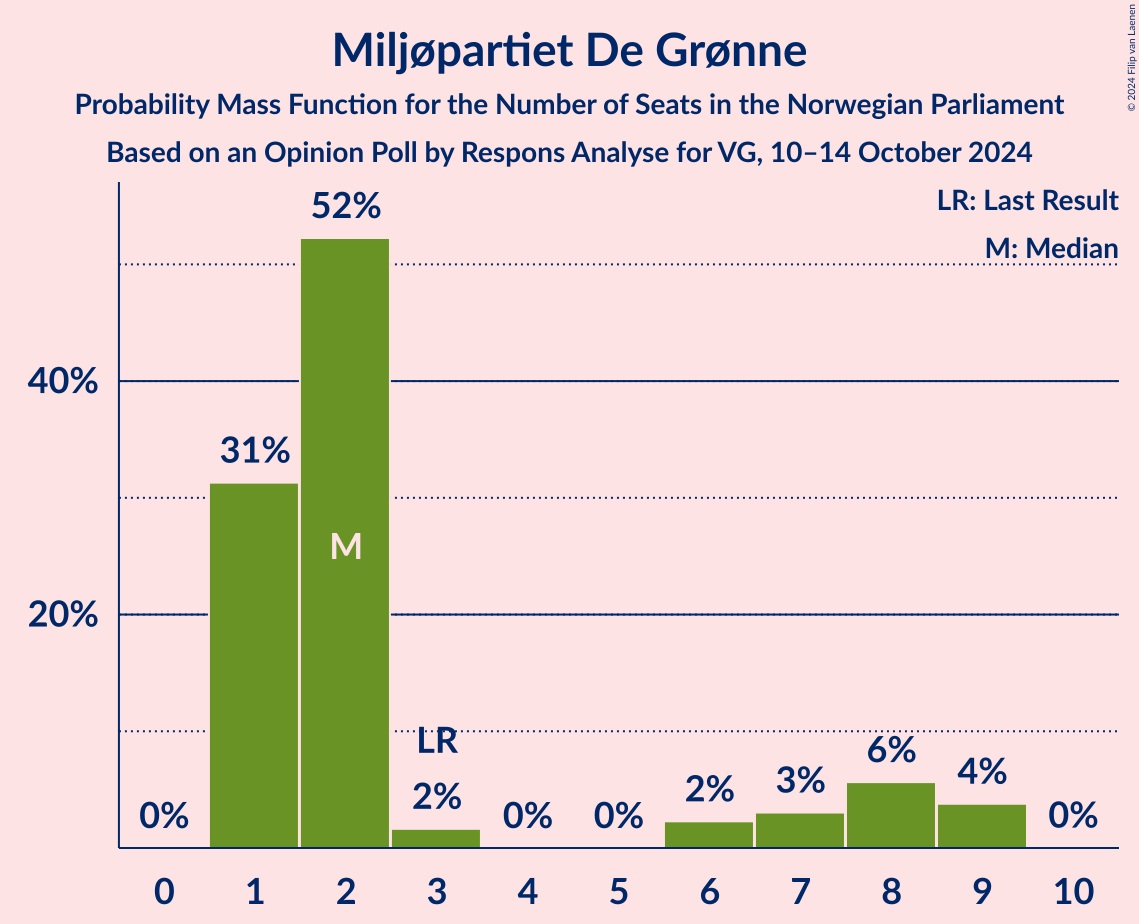 Miljøpartiet De Grønne
Probability Mass Function for the Number of Seats in the Norwegian Parliament
Based on an Opinion Poll by Respons Analyse for VG, 10–14 October 2024
© 2024 Filip van Laenen
LR: Last Result
M: Median
52%
40%
31%
M
20%
LR
0%
2%
0%
0%
2%
3%
6%
4%
0%
0 1 2 3 4 5 6 7 8 9 10